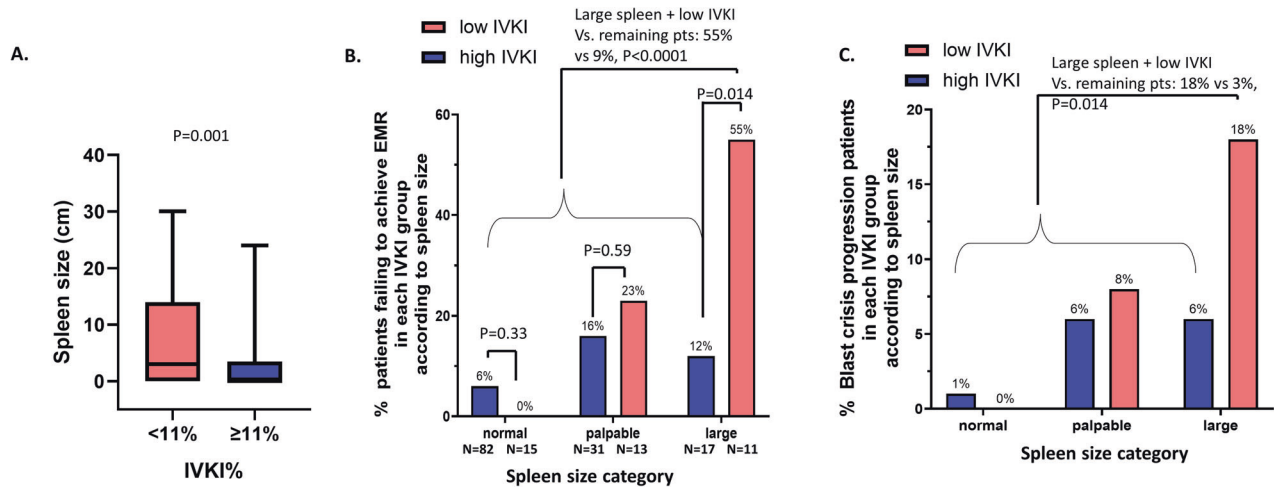 A.
P=0.001
40
30
20
10
0
Spleen size (cm)
<11%
≥11%
IVKI%
B.
low IVKI
high IVKI
Large spleen + low IVKI
Vs. remaining pts: 55%
vs 9%, P<0.0001
P=0.014
% patients failing to achieve EMR
in each IVKI group
according to spleen size
60
40
20
0
P=0.33
6%
0%
P=0.59
16%
23%
12%
55%
normal
palpable
large
N=82
N=15
N=31
N=13
N=17
N=11
Spleen size category
C.
low IVKI
high IVKI
Large spleen + low IVKI
Vs. remaining pts: 18% vs 3%,
P=0.014
% Blast crisis progression patients
in each IVKI group
according to spleen size
20
15
10
5
0
1%
0%
6%
8%
6%
18%
normal
palpable
large
Spleen size category